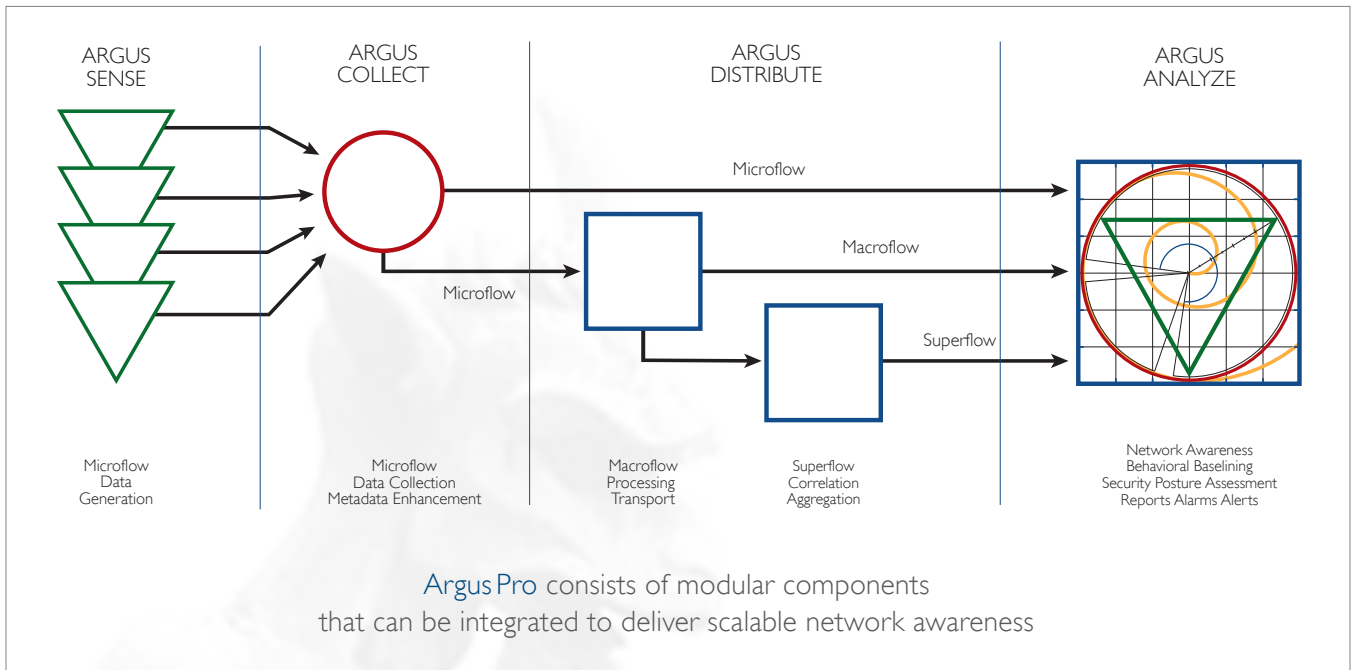 ARGUS
SENSE
ARGUS
COLLECT
ARGUS
DISTRIBUTE
ARGUS
ANALYZE
Microflow
Macroflow
Microflow
Superflow
Microflow
Data
Generation
Microflow
Data Collection
Metadata Enhancement
Macroflow
Processing
Transport
Superflow
Correlation
Aggregation
Network Awareness
Behavioral Baselining
Security Posture Assessment
Reports Alarms Alerts
Argus Pro consists of modular components
that can be integrated to deliver scalable network awareness